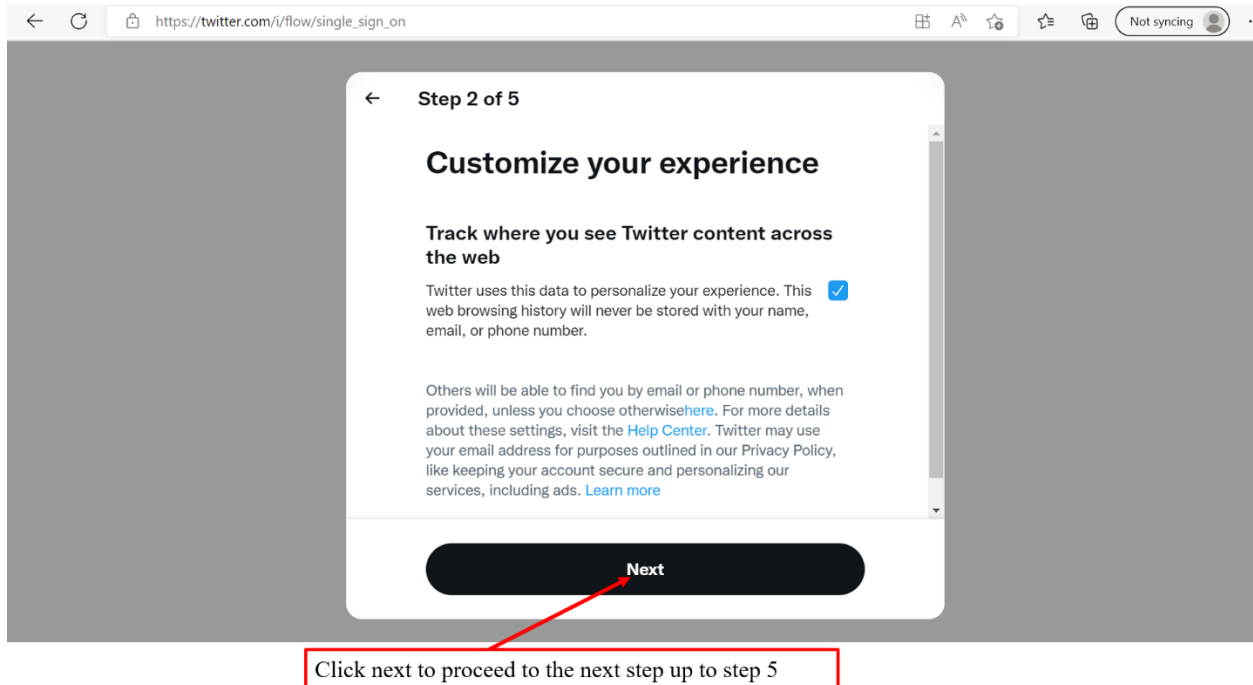 https://twitter.com/i/flow/single_sign_on
Not syncing
Step 2 of 5
Customize your experience
Track where you see Twitter content across
the web
Twitter uses this data to personalize your experience. This
web browsing history will never be stored with your name,
email, or phone number.
Others will be able to find you by email or phone number, when
provided, unless you choose otherwisehere. For more details
about these settings, visit the Help Center. Twitter may use
your email address for purposes outlined in our Privacy Policy,
like keeping your account secure and personalizing our
services, including ads. Learn more
Next
Click next to proceed to the next step up to step 5